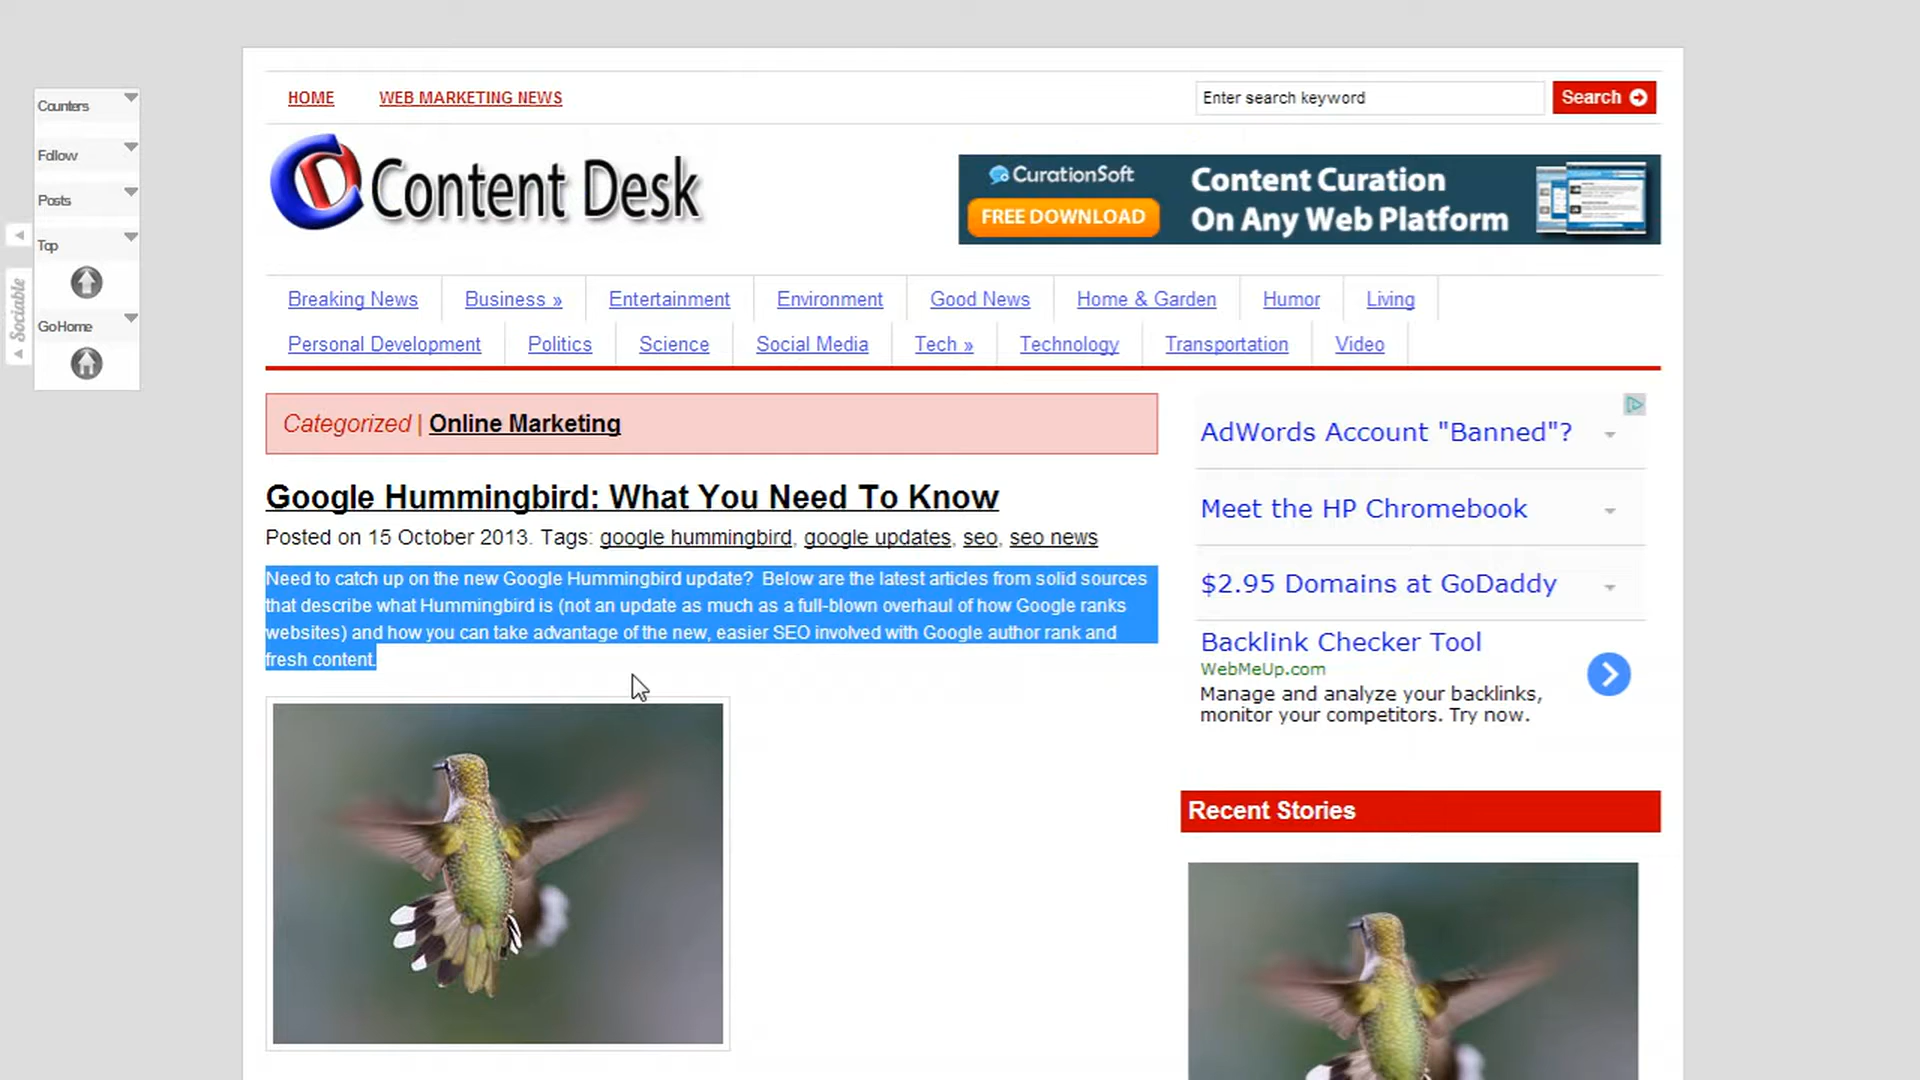 HOME WEB MARKETING NEWS Enter search keyword Search
Counters
Follow
Posts
Top
Go Home
Sociable
Content Desk
CurationSoft
FREE DOWNLOAD
Content Curation
On Any Web Platform
Breaking News Business » Entertainment Environment Good News Home & Garden Humor Living
Personal Development Politics Science Social Media Tech » Technology Transportation Video
Categorized | Online Marketing
Google Hummingbird: What You Need To Know
Posted on 15 October 2013. Tags: google hummingbird, google updates, seo, seo news
Need to catch up on the new Google Hummingbird update? Below are the latest articles from solid sources
that describe what Hummingbird is (not an update as much as a full-blown overhaul of how Google ranks
websites) and how you can take advantage of the new, easier SEO involved with Google author rank and
fresh content.
AdWords Account "Banned"?
Meet the HP Chromebook
$2.95 Domains at GoDaddy
Backlink Checker Tool
WebMeUp.com
Manage and analyze your backlinks,
monitor your competitors. Try now.
Recent Stories